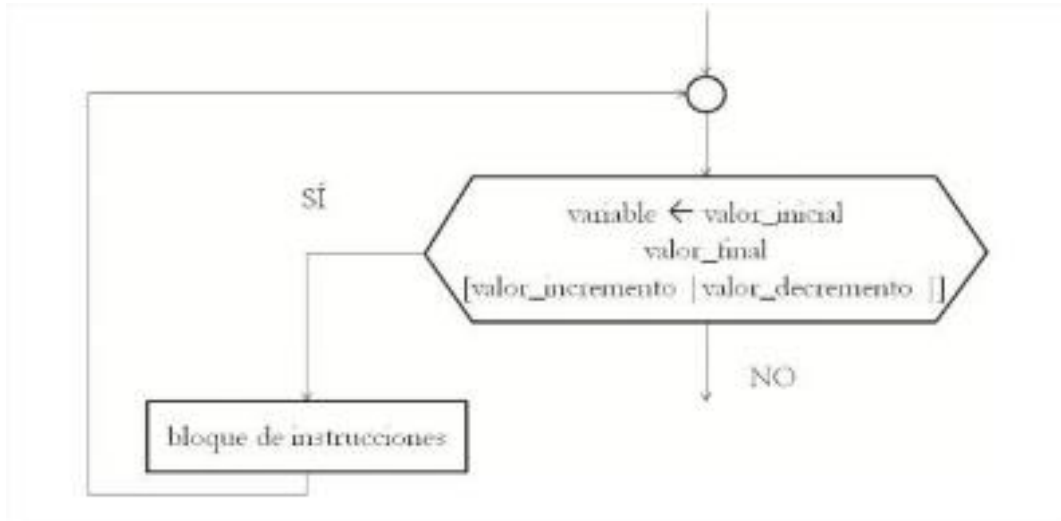 SÍ
variable ← valor_inicial
valor_final
[valor_incremento |valor_decremento |]
NO
bloque de instrucciones